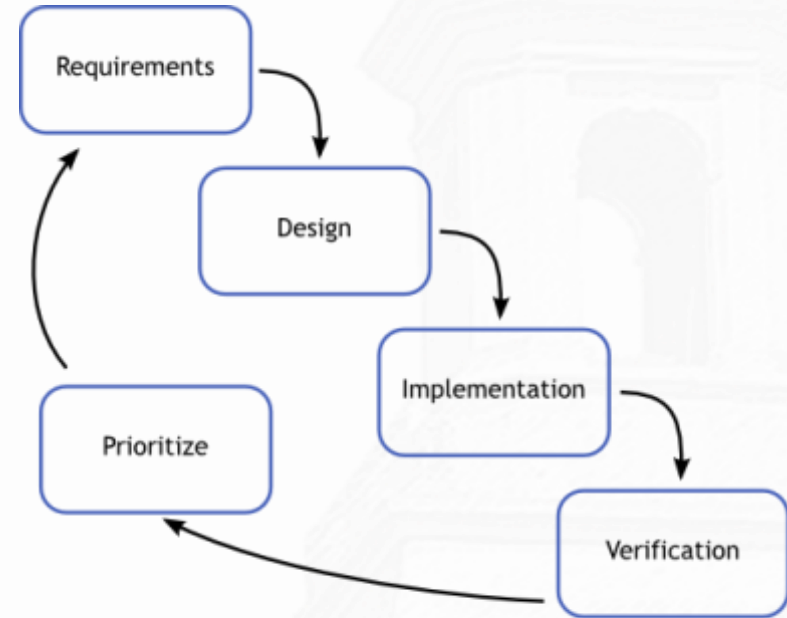 Requirements
Design
Implementation
Prioritize
Verification